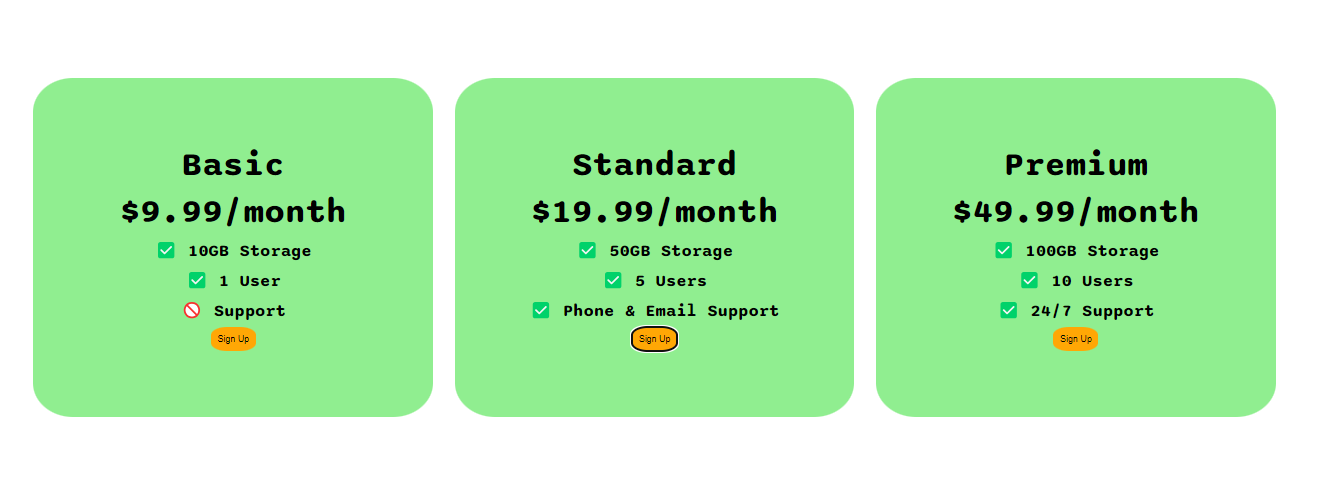 Basic
$9.99/month
✅ 10GB Storage
✅ 1 User
🚫 Support
Sign Up
Standard
$19.99/month
✅ 50GB Storage
✅ 5 Users
✅ Phone & Email Support
Sign Up
Premium
$49.99/month
✅ 100GB Storage
✅ 10 Users
✅ 24/7 Support
Sign Up